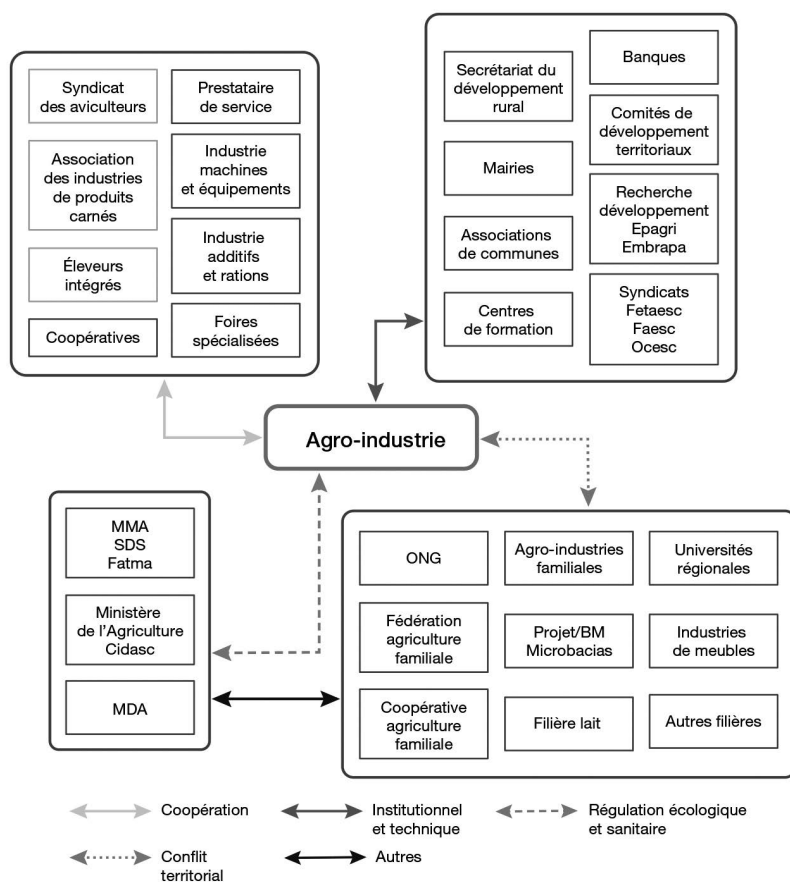 Syndicat
des aviculteurs
Association
des industries
de produits
carnés
Éleveurs
intégrés
Coopératives
Prestataire
de service
Industrie
machines
et équipements
Industrie
additifs
et rations
Foires
spécialisées
Secrétariat du
développement
rural
Mairies
Associations
de communes
Centres
de formation
Banques
Comités de
développement
territoriaux
Recherche
développement
Epagri
Embrapa
Syndicats
Fetaesc
Faesc
Ocesc
Agro-industrie
MMA
SDS
Fatma
Ministère
de l'Agriculture
Cidasc
MDA
ONG
Agro-industries
familiales
Universités
régionales
Fédération
agriculture
familiale
Projet/BM
Microbacias
Industries
de meubles
Coopérative
agriculture
familiale
Filière lait
Autres filières
Coopération
Institutionnel
et technique
Régulation écologique
et sanitaire
Conflit
territorial
Autres